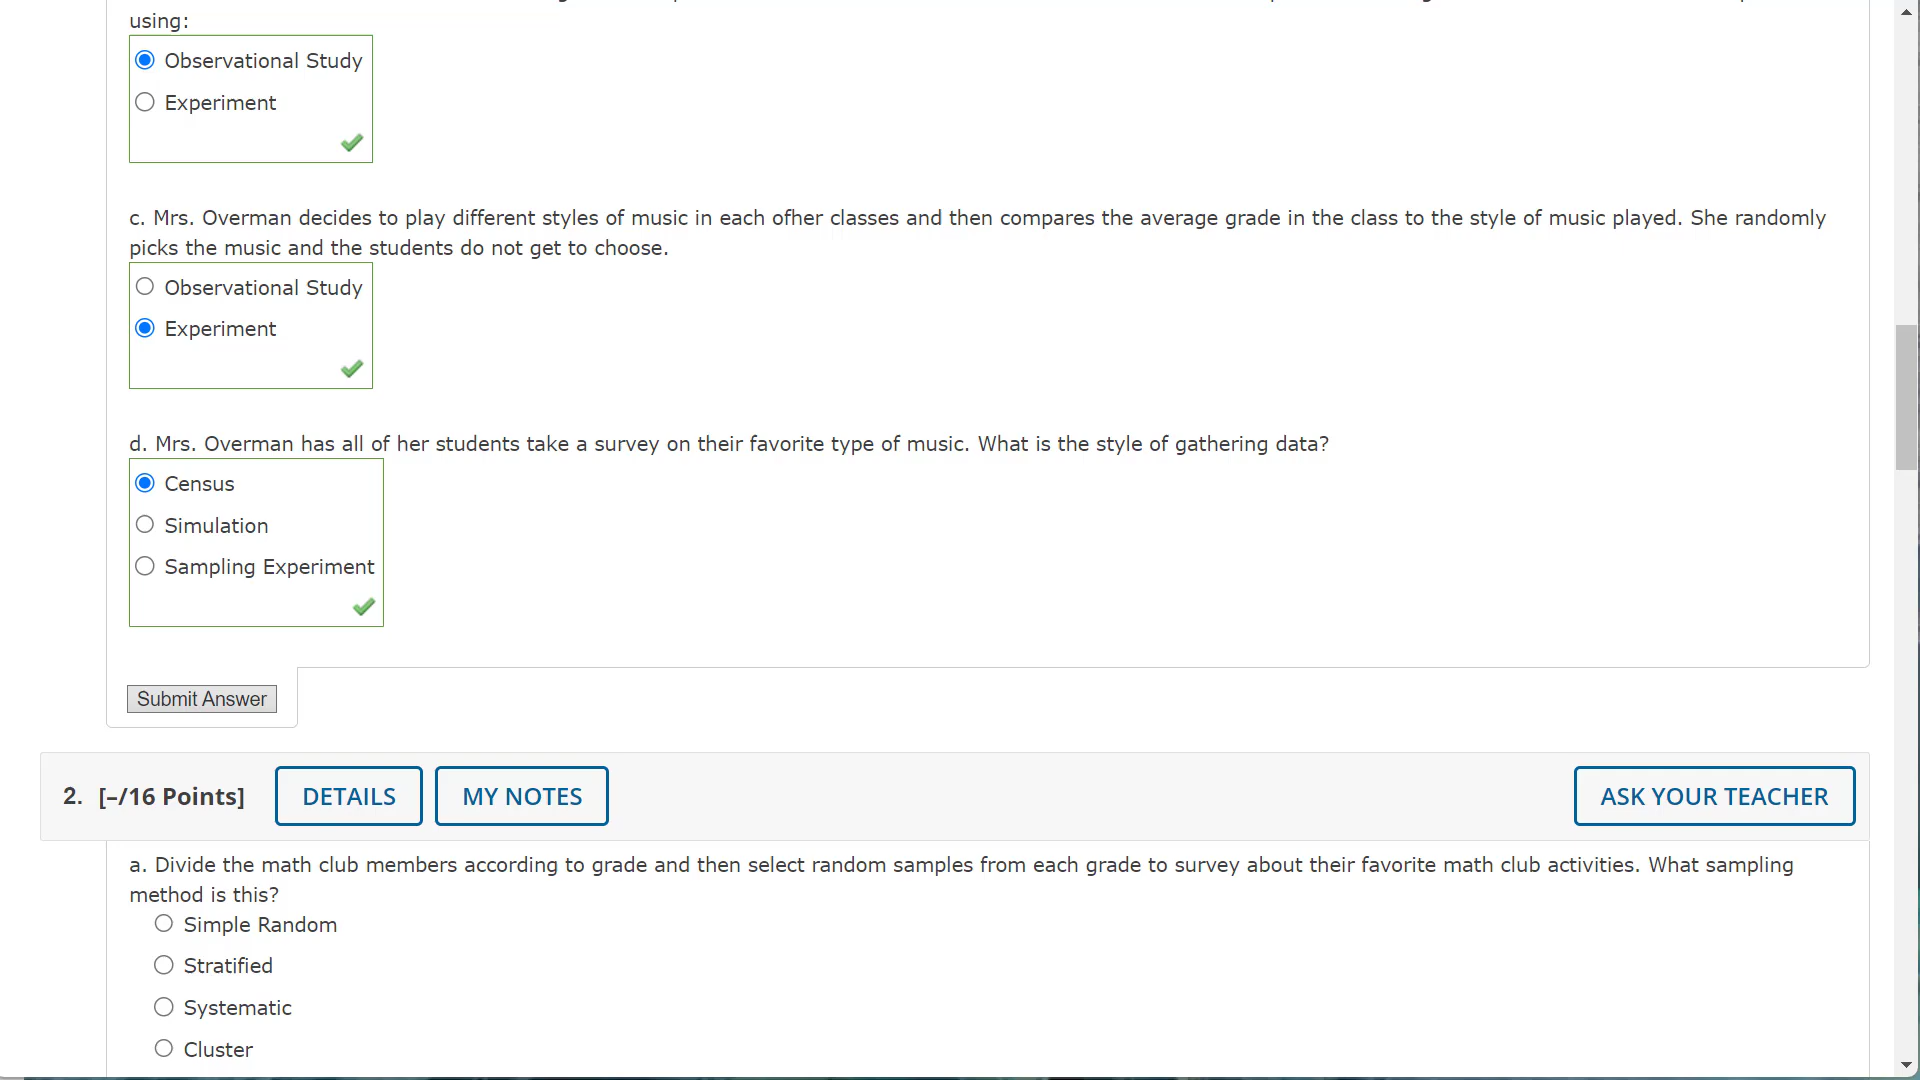 using:
Observational Study
Experiment
c. Mrs. Overman decides to play different styles of music in each ofher classes and then compares the average grade in the class to the style of music played. She randomly
picks the music and the students do not get to choose.
Observational Study
Experiment
d. Mrs. Overman has all of her students take a survey on their favorite type of music. What is the style of gathering data?
Census
Simulation
Sampling Experiment
Submit Answer
2. [–/16 Points] DETAILS MY NOTES ASK YOUR TEACHER
a. Divide the math club members according to grade and then select random samples from each grade to survey about their favorite math club activities. What sampling
method is this?
Simple Random
Stratified
Systematic
Cluster